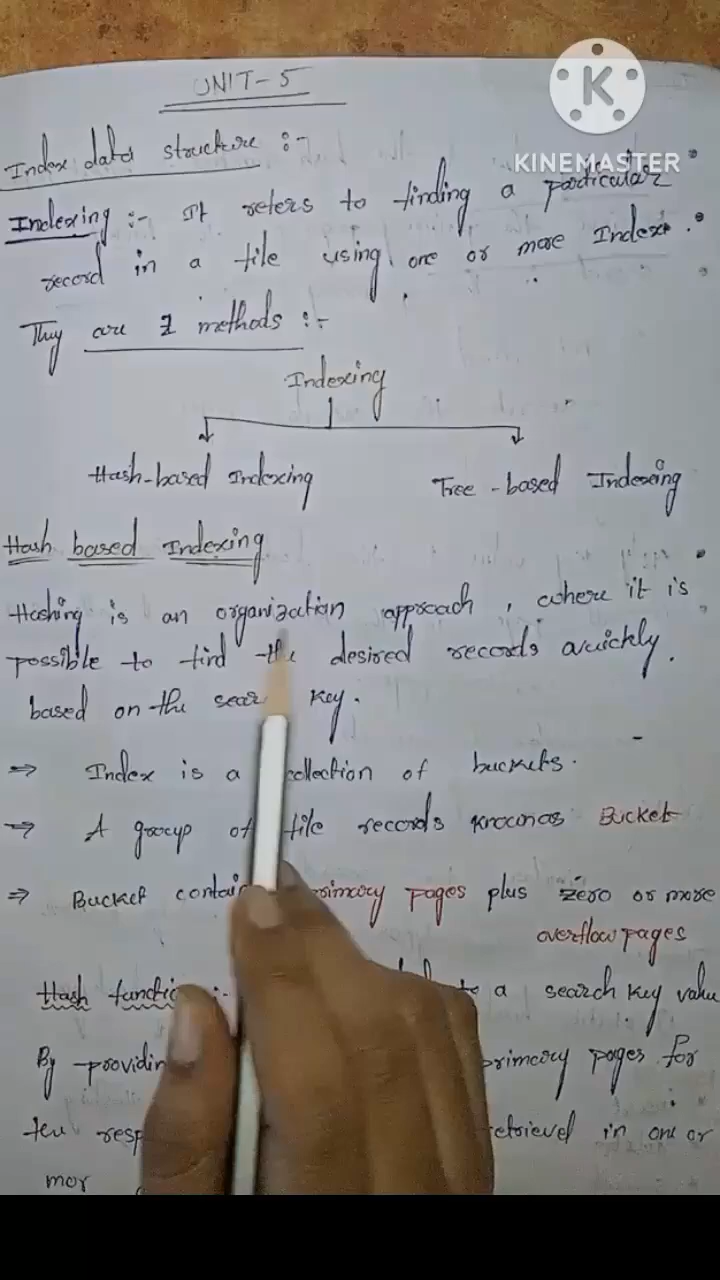 UNIT-5
KINEMASTER
Index data structure :-
Indexing :- It refers to finding a particular
record in a file using one or more Index.
They are 2 methods :-
Indexing
Hash-based Indexing Tree-based Indexing
Hash based Indexing
Hashing is an organization approach, where it is
possible to find the desired records quickly.
based on the key.
⇒ Index is a collection of buckets.
⇒ A group of file records knownas Bucket
⇒ Bucket primary pages plus zero or more
overflow pages
Hash :- to a search key value
By primary pages for
retrieved in one or